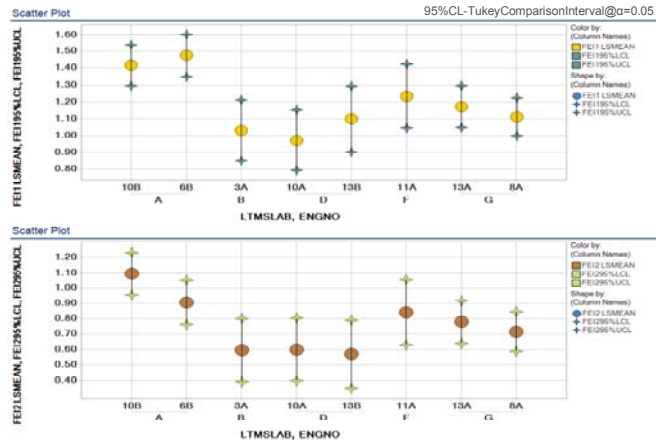 Scatter Plot
95%CL-TukeyComparisonInterval@α=0.05
FEI1 LSMEAN, FEI195%LCL, FEI195%UCL
1.60
1.50
1.40
1.30
1.20
1.10
1.00
0.90
0.80
10B 6B 3A 10A 13B 11A 13A 8A
A B D F G
LTMSLAB, ENGNO
Color by:
(Column Names)
FEI1 LSMEAN
FEI195%LCL
FEI195%UCL
Shape by:
(Column Names)
FEI1 LSMEAN
FEI195%LCL
FEI195%UCL
Scatter Plot
FEI2 LSMEAN, FEI295%LCL, FEI295%UCL
1.20
1.10
1.00
0.90
0.80
0.70
0.60
0.50
0.40
10B 6B 3A 10A 13B 11A 13A 8A
A B D F G
LTMSLAB, ENGNO
Color by:
(Column Names)
FEI2 LSMEAN
FEI295%LCL
FEI295%UCL
Shape by:
(Column Names)
FEI2 LSMEAN
FEI295%LCL
FEI295%UCL